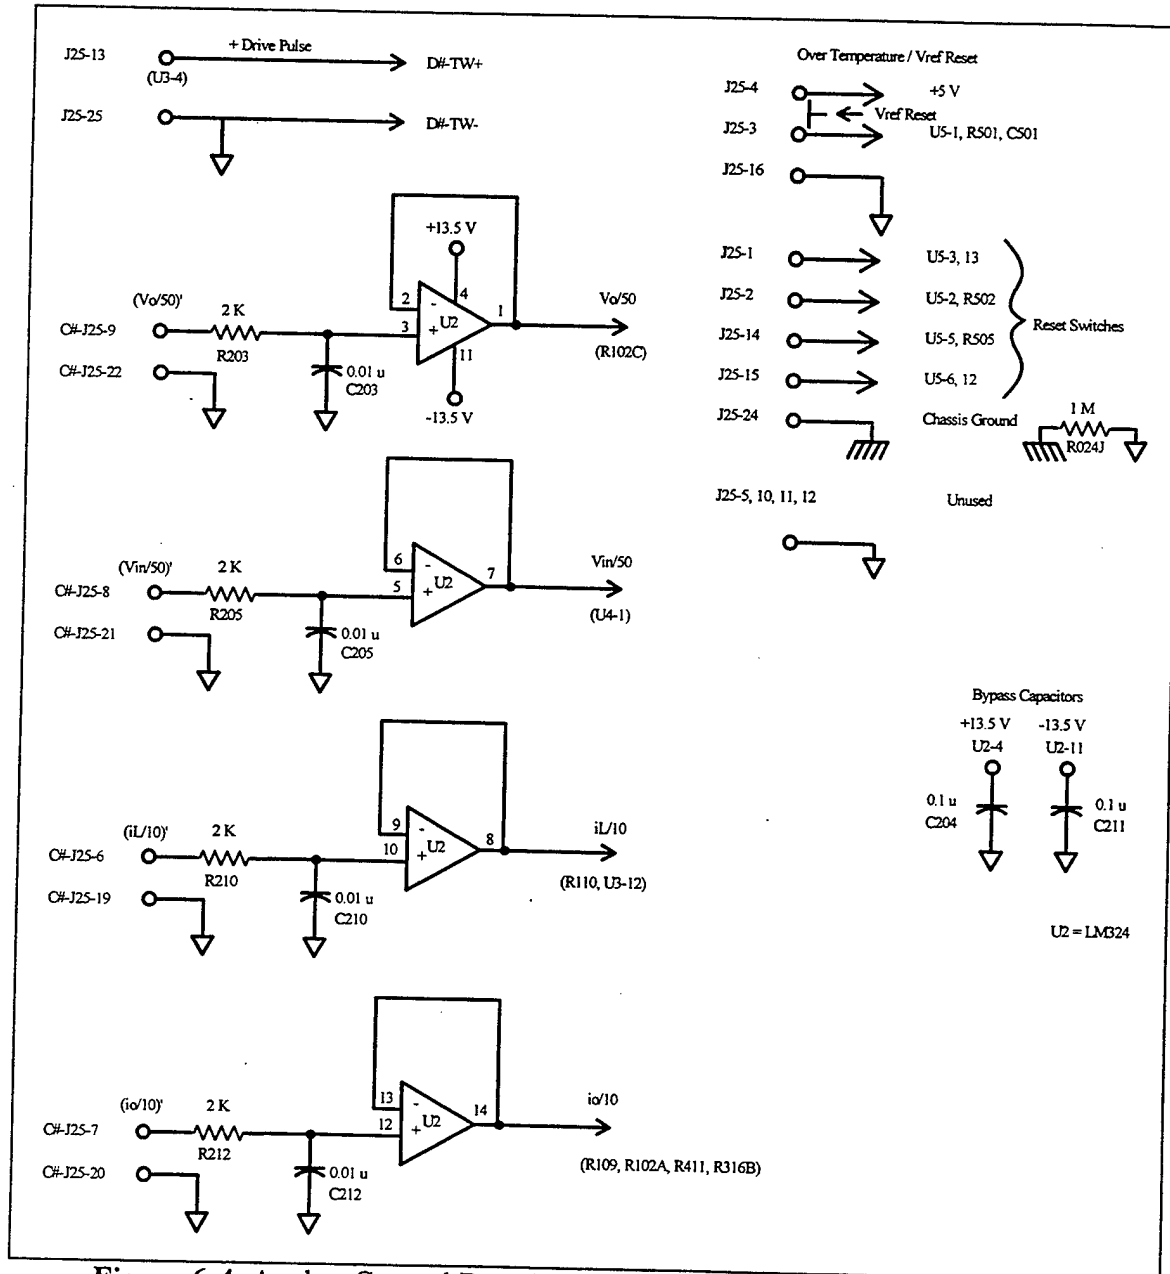 J25-13
+ Drive Pulse
D#-TW+
(U3-4)
J25-25
D#-TW-
(Vo/50)'
2 K
C#-J25-9
R203
C#-J25-22
0.01 u
C203
+13.5 V
2
-
4
U2
1
3
+
11
-13.5 V
Vo/50
(R102C)
(Vin/50)'
2 K
C#-J25-8
R205
C#-J25-21
0.01 u
C205
6
-
U2
7
5
+
Vin/50
(U4-1)
(iL/10)'
2 K
C#-J25-6
R210
C#-J25-19
0.01 u
C210
9
-
U2
8
10
+
iL/10
(R110, U3-12)
(io/10)'
2 K
C#-J25-7
R212
C#-J25-20
0.01 u
C212
13
-
U2
14
12
+
io/10
(R109, R102A, R411, R316B)
Over Temperature / Vref Reset
J25-4
+5 V
Vref Reset
J25-3
U5-1, R501, C501
J25-16
J25-1
U5-3, 13
J25-2
U5-2, R502
Reset Switches
J25-14
U5-5, R505
J25-15
U5-6, 12
J25-24
Chassis Ground
1 M
R024J
J25-5, 10, 11, 12
Unused
Bypass Capacitors
+13.5 V
-13.5 V
U2-4
U2-11
0.1 u
C204
0.1 u
C211
U2 = LM324